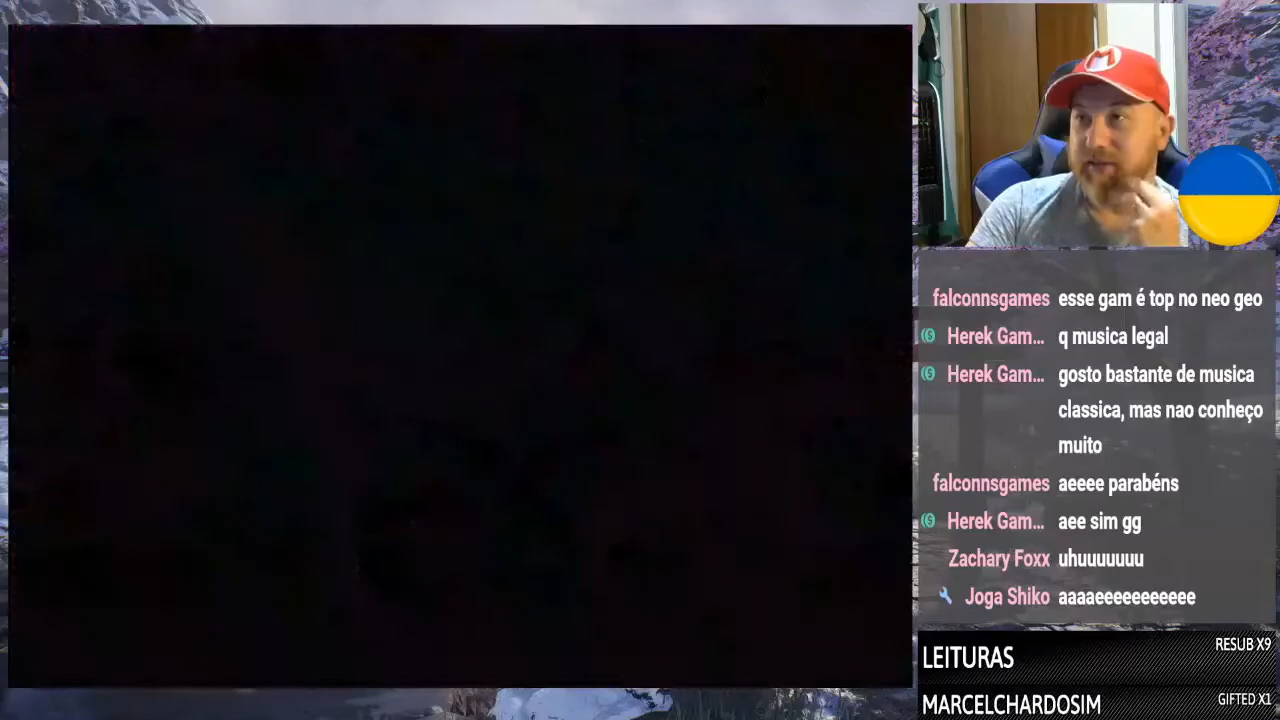 M
falconnsgames esse gam é top no neo geo
Herek Gam... q musica legal
Herek Gam... gosto bastante de musica
classica, mas nao conheço
muito
falconnsgames aeeee parabéns
Herek Gam... aee sim gg
Zachary Foxx uhuuuuuuu
Joga Shiko aaaaeeeeeeeeeee
LEITURAS RESUB X9
MARCELCHARDOSIM GIFTED X1